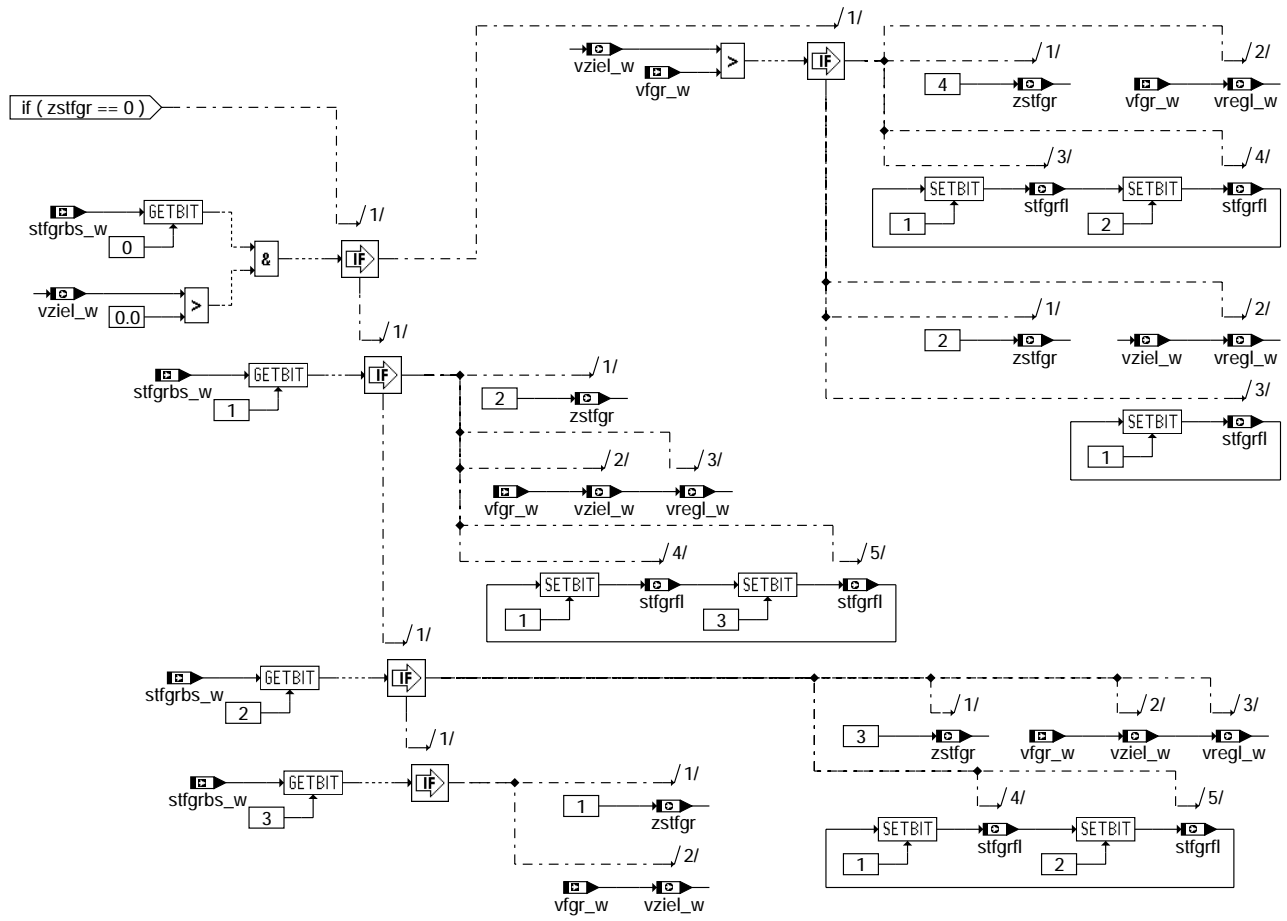 /1/
vziel_w
vfgr_w
>
IF
/1/
4
zstfgr
/2/
vfgr_w
vregl_w
if ( zstfgr == 0 )
/3/
/4/
SETBIT
1
stfgrfl
SETBIT
2
stfgrfl
stfgrbs_w
GETBIT
0
vziel_w
0.0
>
&
/1/
IF
/1/
2
zstfgr
/2/
vziel_w
vregl_w
/3/
SETBIT
1
stfgrfl
/1/
stfgrbs_w
GETBIT
1
IF
/1/
2
zstfgr
/2/
/3/
vfgr_w
vziel_w
vregl_w
/4/
/5/
SETBIT
1
stfgrfl
SETBIT
3
stfgrfl
/1/
stfgrbs_w
GETBIT
2
IF
/1/
/2/
/3/
3
zstfgr
vfgr_w
vziel_w
vregl_w
/4/
/5/
SETBIT
1
stfgrfl
SETBIT
2
stfgrfl
/1/
stfgrbs_w
GETBIT
3
IF
/1/
1
zstfgr
/2/
vfgr_w
vziel_w